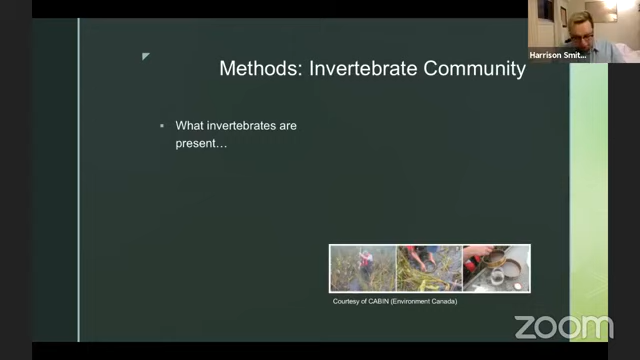 Harrison Smit...
Methods: Invertebrate Community
▪ What invertebrates are
present…
Courtesy of CABIN (Environment Canada)
zoom